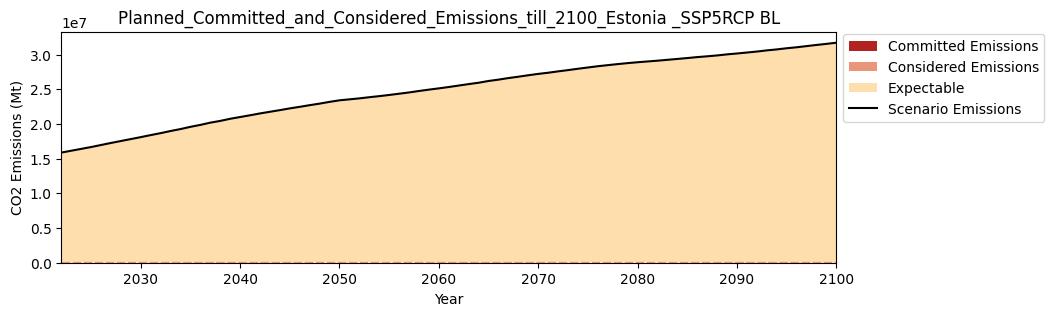 Planned_Committed_and_Considered_Emissions_till_2100_Estonia _SSP5RCP BL
1e7
3.0
2.5
2.0
1.5
1.0
0.5
0.0
CO2 Emissions (Mt)
2030 2040 2050 2060 2070 2080 2090 2100
Year
Committed Emissions
Considered Emissions
Expectable
Scenario Emissions